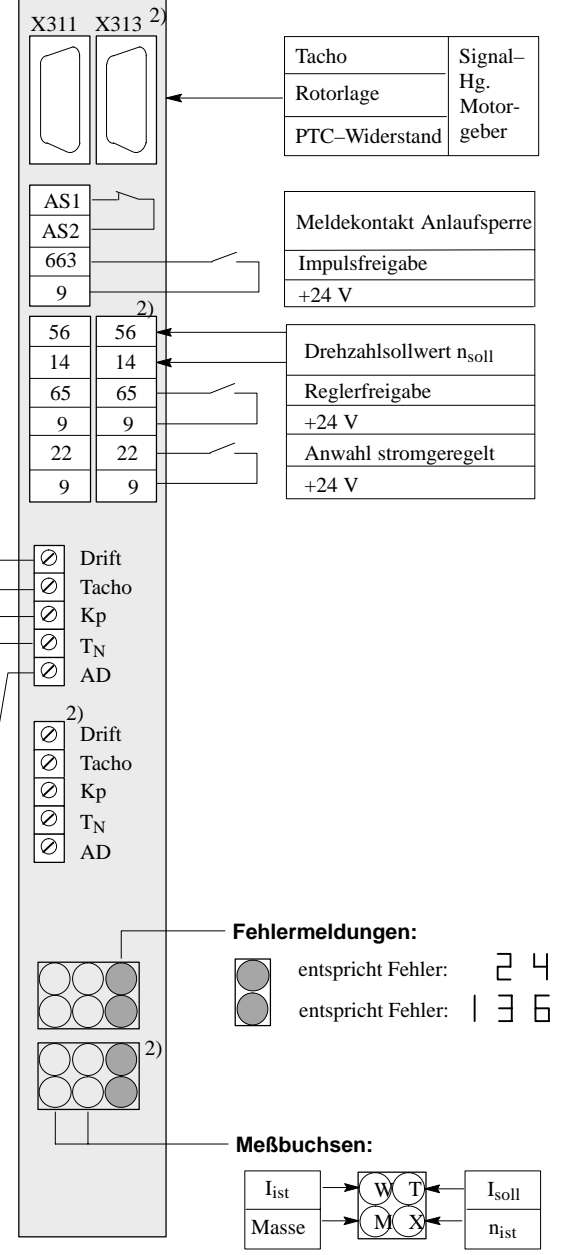 X311 X313 2)
Tacho
Rotorlage
PTC–Widerstand
Signal–
Hg.
Motor-
geber
AS1
AS2
663
9
Meldekontakt Anlaufsperre
Impulsfreigabe
+24 V
2)
56 56
14 14
65 65
9 9
22 22
9 9
Drehzahlsollwert nsoll
Reglerfreigabe
+24 V
Anwahl stromgeregelt
+24 V
Drift
Tacho
Kp
TN
AD
2)
Drift
Tacho
Kp
TN
AD
Fehlermeldungen:
entspricht Fehler: 2 4
entspricht Fehler: 1 3 6
2)
Meßbuchsen:
Iist W T Isoll
Masse M X nist